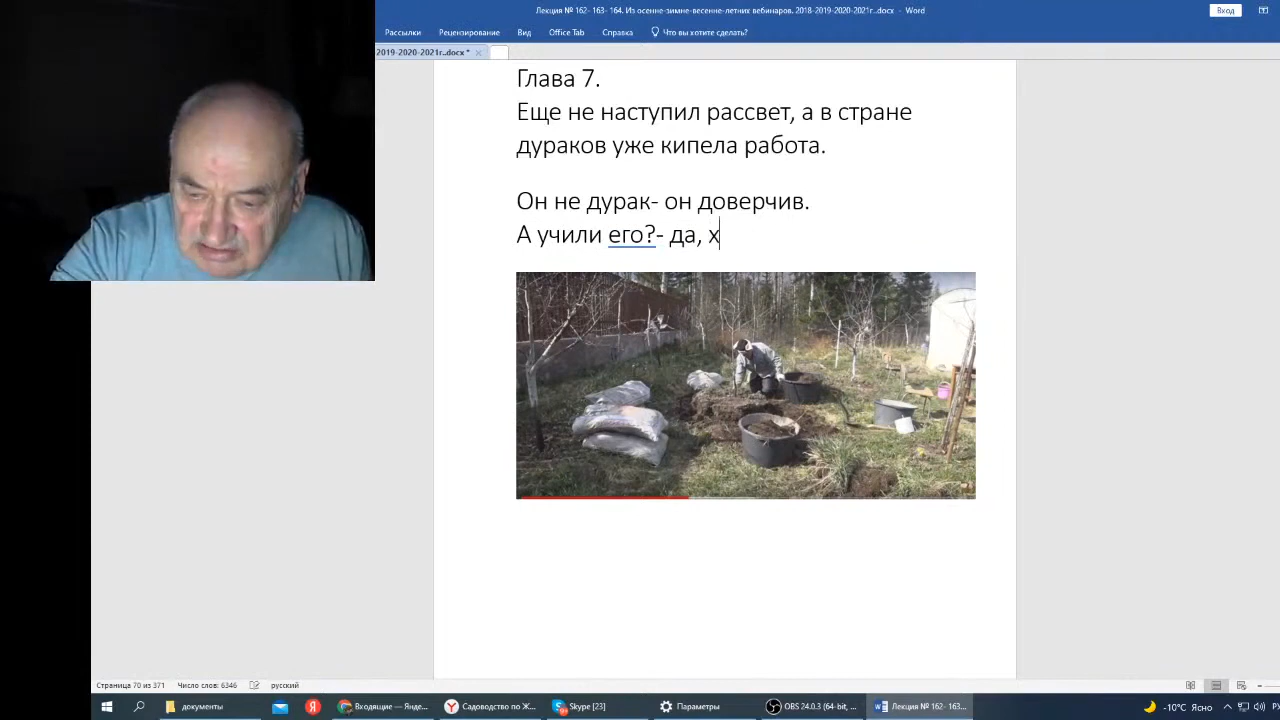 Лекция № 162- 163- 164. Из осенне-зимне-весенне-летних вебинаров. 2018-2019-2020-2021г..docx - Word
Вход
Рассылки Рецензирование Вид Office Tab Справка Что вы хотите сделать?
2019-2020-2021г..docx *
Глава 7.
Еще не наступил рассвет, а в стране
дураков уже кипела работа.
Он не дурак- он доверчив.
А учили его?- да, х
Страница 70 из 371 Число слов: 6346 русский
документы Входящие — Янде... Садоводство по Ж... Skype [23] Параметры OBS 24.0.3 (64-bit, ... Лекция № 162- 163... -10°C Ясно